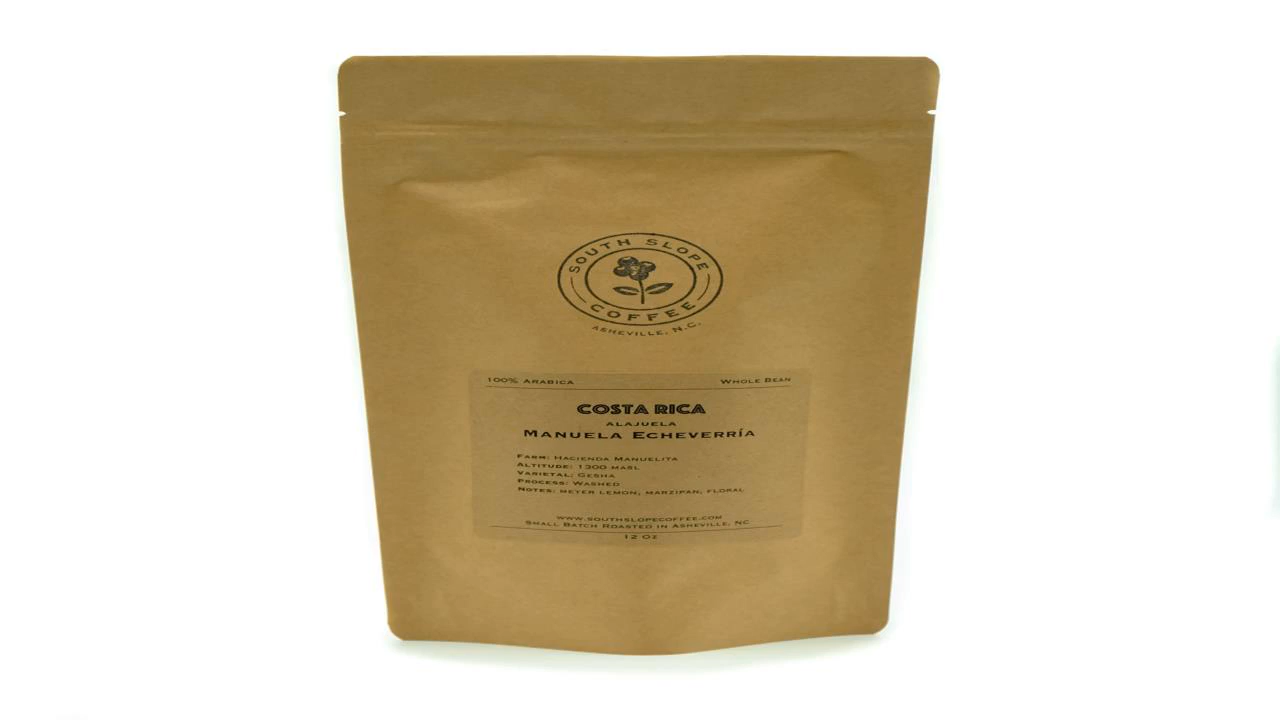 SOUTH SLOPE
COFFEE
ASHEVILLE, N.C.
100% ARABICA WHOLE BEAN
COSTA RICA
ALAJUELA
MANUELA ECHEVERRÍA
FARM: HACIENDA MANUELITA
ALTITUDE: 1300 MASL
VARIETAL: GESHA
PROCESS: WASHED
NOTES: MEYER LEMON, MARZIPAN, FLORAL
WWW.SOUTHSLOPECOFFEE.COM
SMALL BATCH ROASTED IN ASHEVILLE, NC
12 OZ